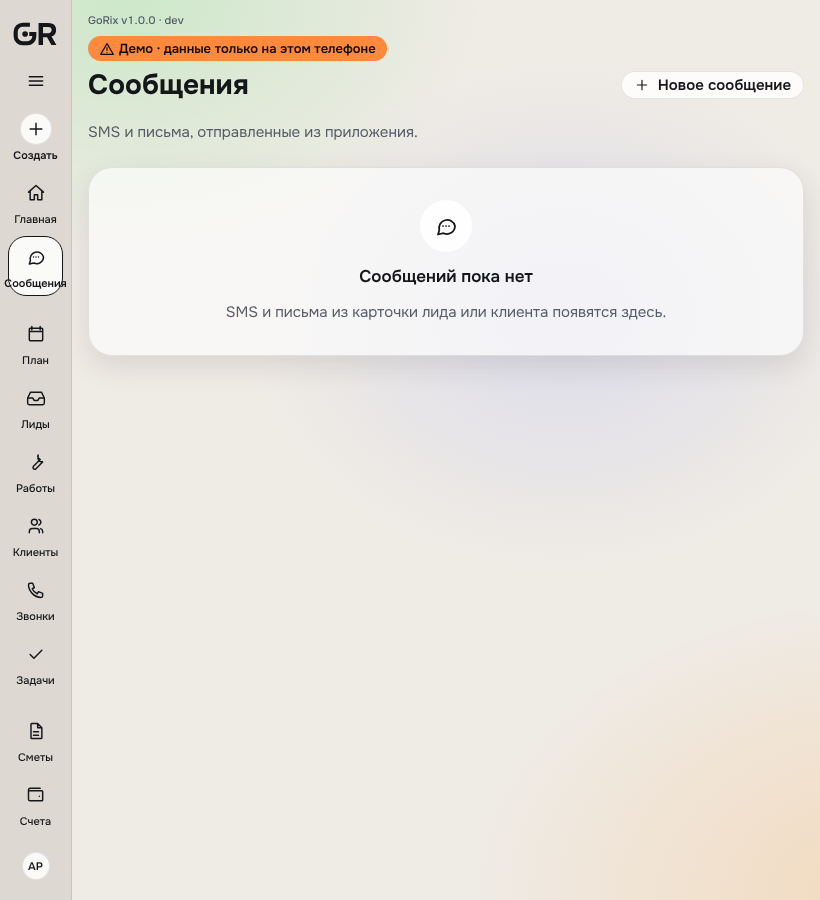 GR
Создать
Главная
Сообщения
План
Лиды
Работы
Клиенты
Звонки
Задачи
Сметы
Счета
AP
GoRix v1.0.0 · dev
Демо · данные только на этом телефоне
Сообщения
Новое сообщение
SMS и письма, отправленные из приложения.
Сообщений пока нет
SMS и письма из карточки лида или клиента появятся здесь.